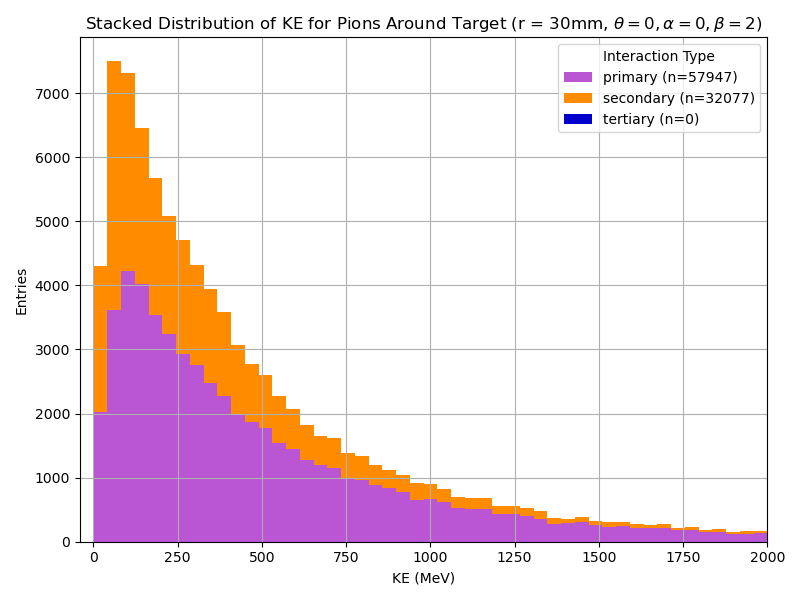 Stacked Distribution of KE for Pions Around Target (r = 30mm, θ = 0, α = 0, β = 2)
Interaction Type
primary (n=57947)
secondary (n=32077)
tertiary (n=0)
Entries
7000
6000
5000
4000
3000
2000
1000
0
0 250 500 750 1000 1250 1500 1750 2000
KE (MeV)